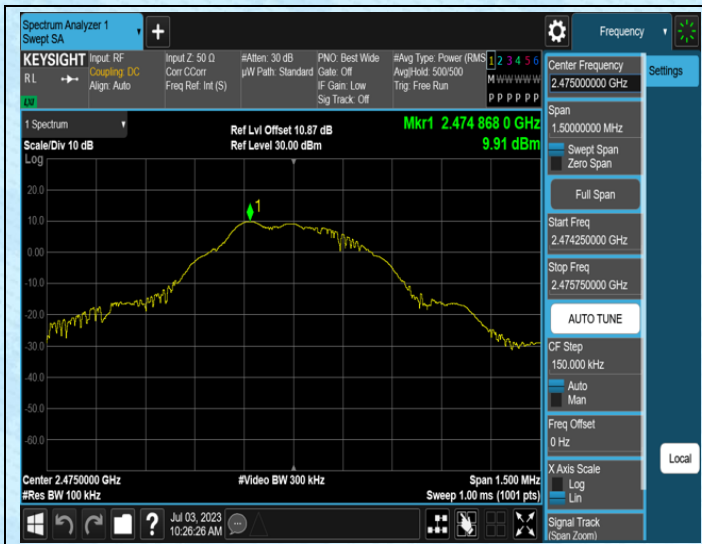 Spectrum Analyzer 1
Swept SA
Frequency
KEYSIGHT
R L
LXI
Input: RF
Coupling: DC
Align: Auto
Input Z: 50 Ω
Corr CCorr
Freq Ref: Int (S)
#Atten: 30 dB
µW Path: Standard
PNO: Best Wide
Gate: Off
IF Gain: Low
Sig Track: Off
#Avg Type: Power (RMS
Avg|Hold: 500/500
Trig: Free Run
1 2 3 4 5 6
M W W W W W
P P P P P P
1 Spectrum
Scale/Div 10 dB
Log
Ref Lvl Offset 10.87 dB
Ref Level 30.00 dBm
Mkr1 2.474 868 0 GHz
9.91 dBm
20.0
10.0
0.00
-10.0
-20.0
-30.0
-40.0
-50.0
-60.0
1
Center 2.4750000 GHz
#Res BW 100 kHz
#Video BW 300 kHz
Span 1.500 MHz
Sweep 1.00 ms (1001 pts)
?
Jul 03, 2023
10:26:26 AM
Center Frequency
2.475000000 GHz
Span
1.50000000 MHz
Swept Span
Zero Span
Full Span
Start Freq
2.474250000 GHz
Stop Freq
2.475750000 GHz
AUTO TUNE
CF Step
150.000 kHz
Auto
Man
Freq Offset
0 Hz
X Axis Scale
Log
Lin
Signal Track
(Span Zoom)
Settings
Local